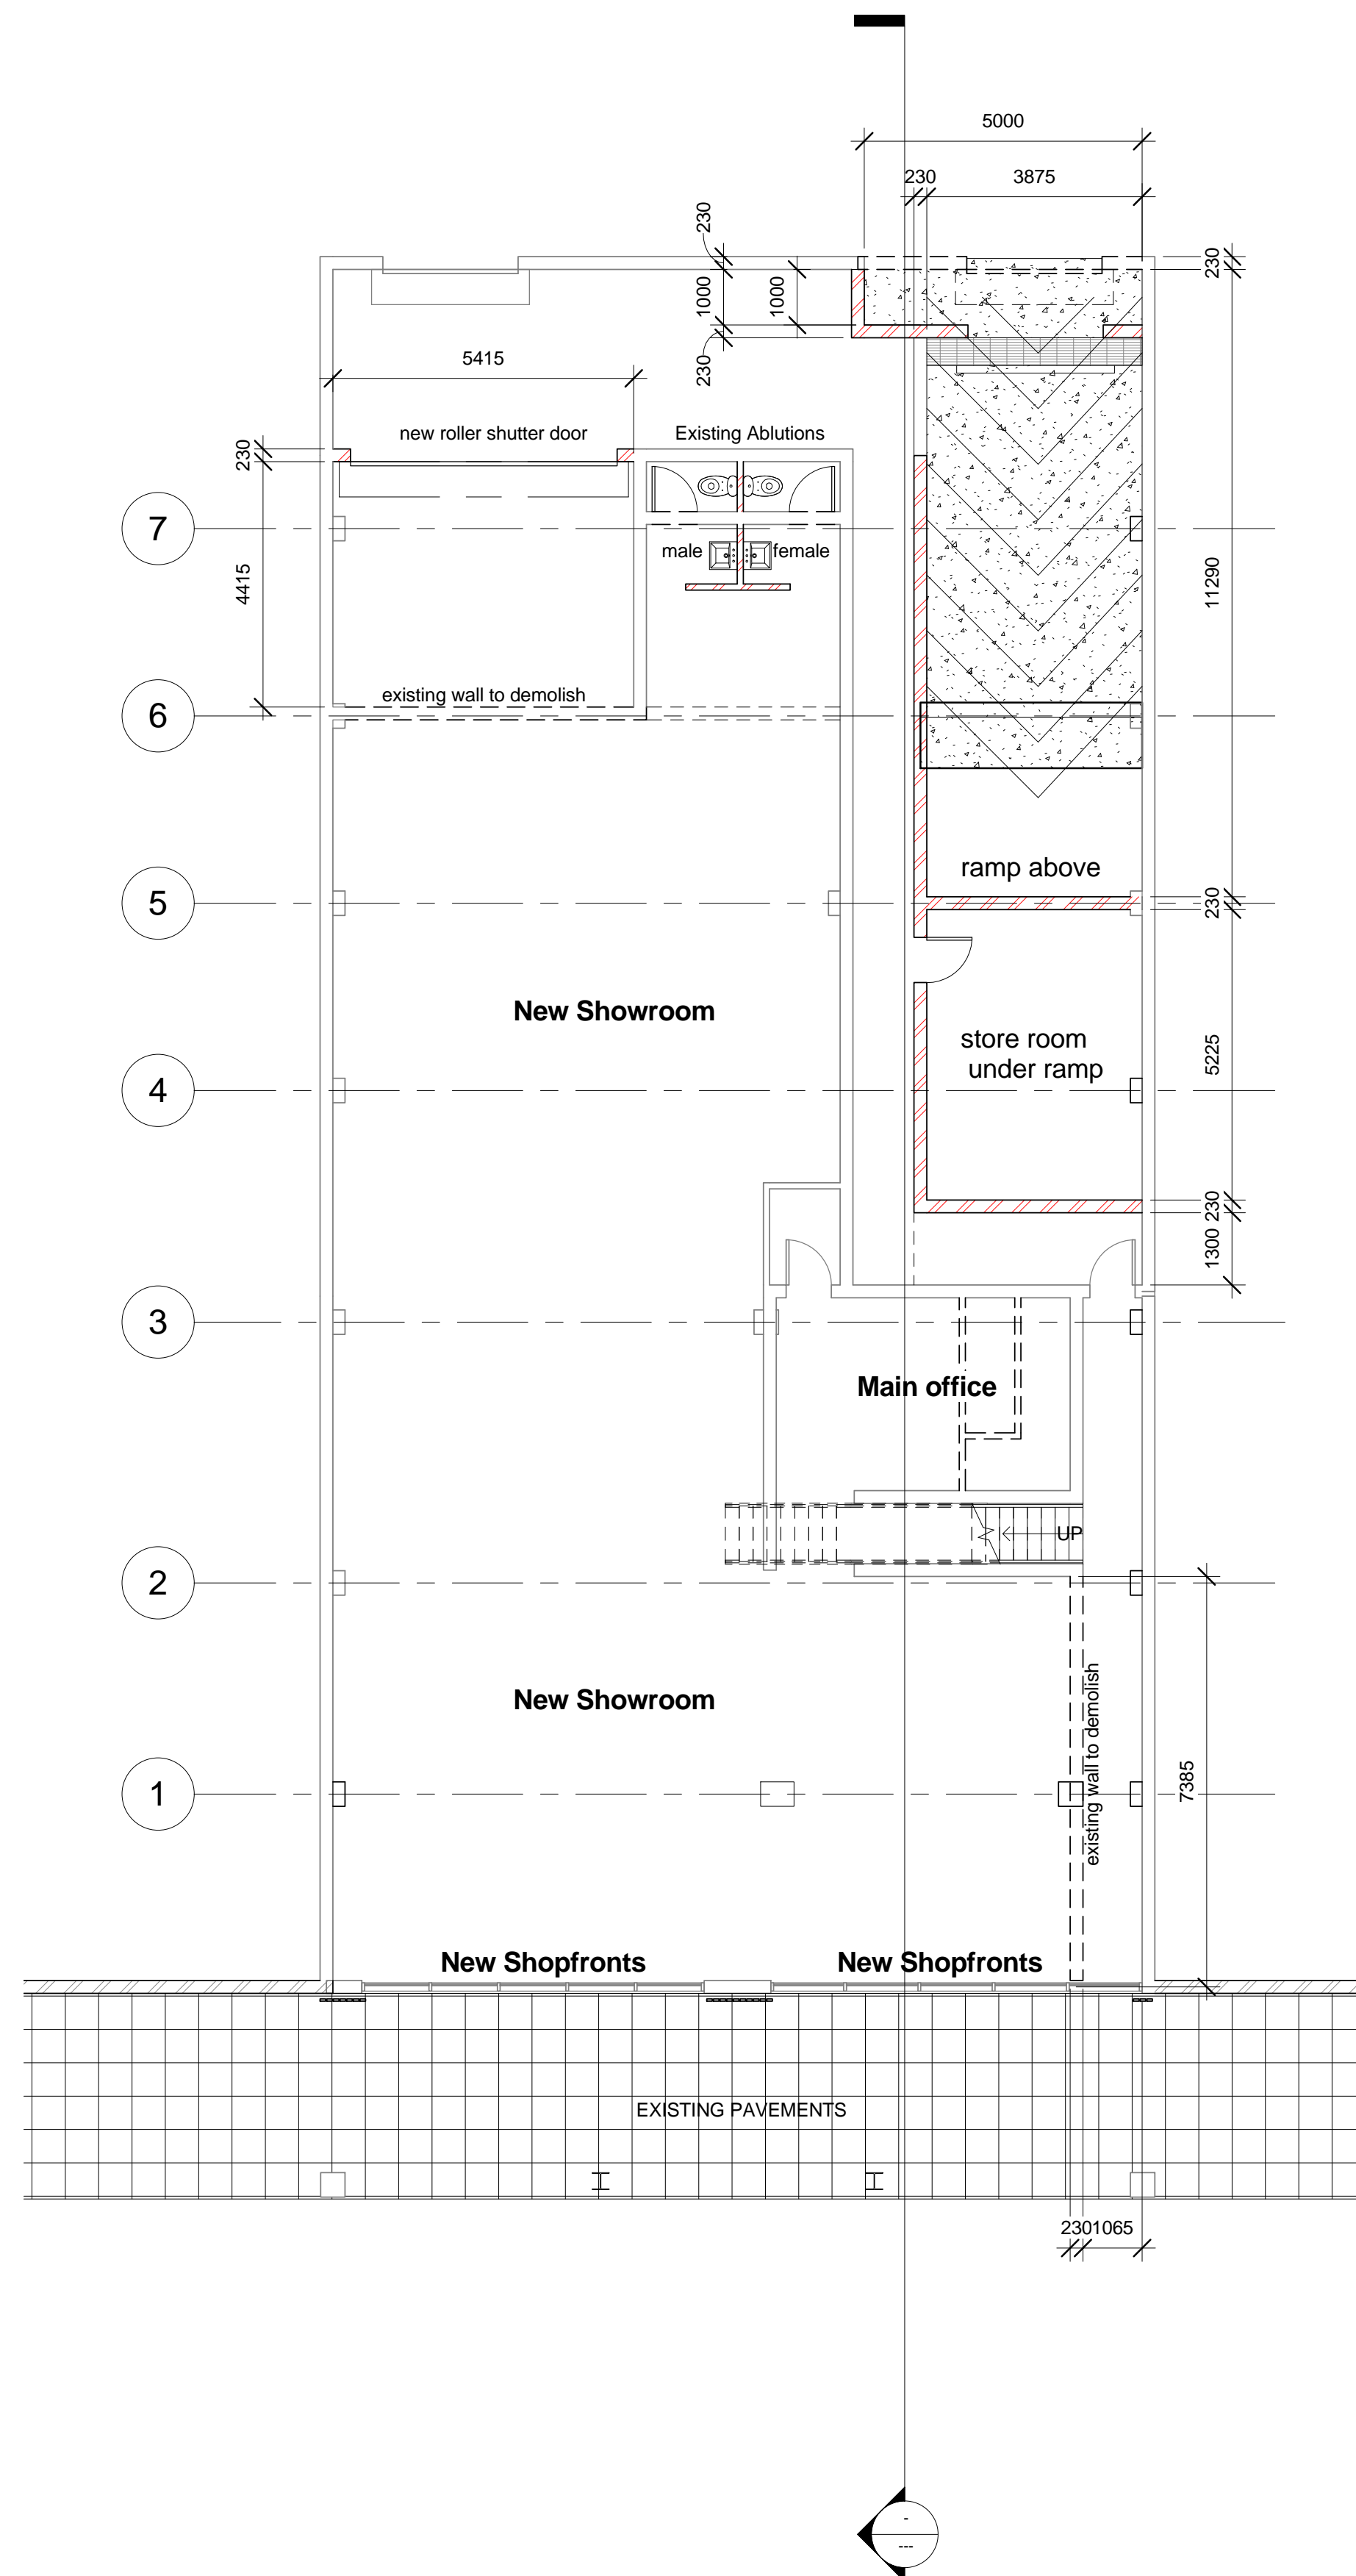 5000
230
3875
230
230
1000
1000
230
5415
new roller shutter door
Existing Ablutions
230
7
male
female
4415
11290
existing wall to demolish
6
ramp above
5
230
New Showroom
store room
under ramp
4
5225
230
1300
3
Main office
UP
2
existing wall to demolish
New Showroom
1
7385
New Shopfronts
New Shopfronts
EXISTING PAVEMENTS
230
1065
-
---